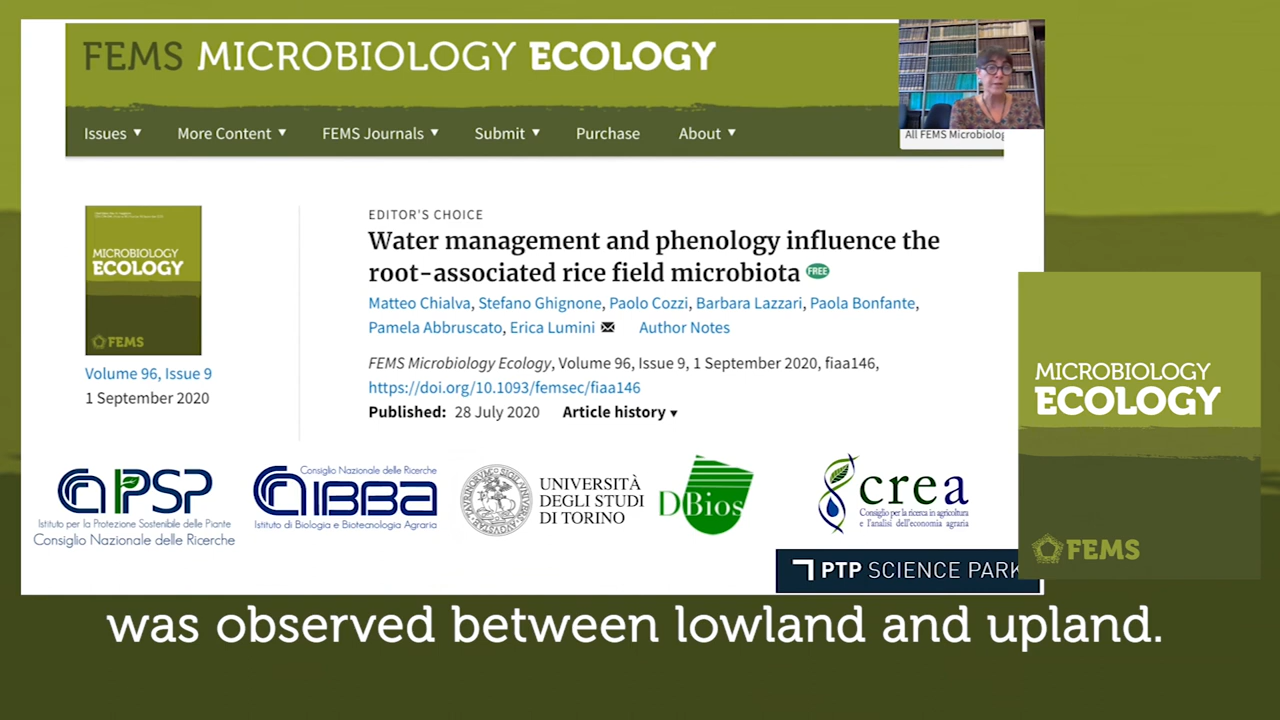 FEMS MICROBIOLOGY ECOLOGY
Issues ▼ More Content ▼ FEMS Journals ▼ Submit ▼ Purchase About ▼
All FEMS Microbiolog
MICROBIOLOGY
ECOLOGY
FEMS
Volume 96, Issue 9
1 September 2020
EDITOR'S CHOICE
Water management and phenology influence the
root-associated rice field microbiota FREE
Matteo Chialva, Stefano Ghignone, Paolo Cozzi, Barbara Lazzari, Paola Bonfante,
Pamela Abbruscato, Erica Lumini Author Notes
FEMS Microbiology Ecology, Volume 96, Issue 9, 1 September 2020, fiaa146,
https://doi.org/10.1093/femsec/fiaa146
Published: 28 July 2020 Article history ▾
IPSP
Istituto per la Protezione Sostenibile delle Piante
Consiglio Nazionale delle Ricerche
Consiglio Nazionale delle Ricerche
IBBA
Istituto di Biologia e Bioteanologia Agraria
UNIVERSITÀ
DEGLI STUDI
DI TORINO
DBios
crea
Consiglio per la ricerca in agricoltura
e l'analisi dell'economia agraria
PTP SCIENCE PARK
MICROBIOLOGY
ECOLOGY
FEMS
was observed between lowland and upland.